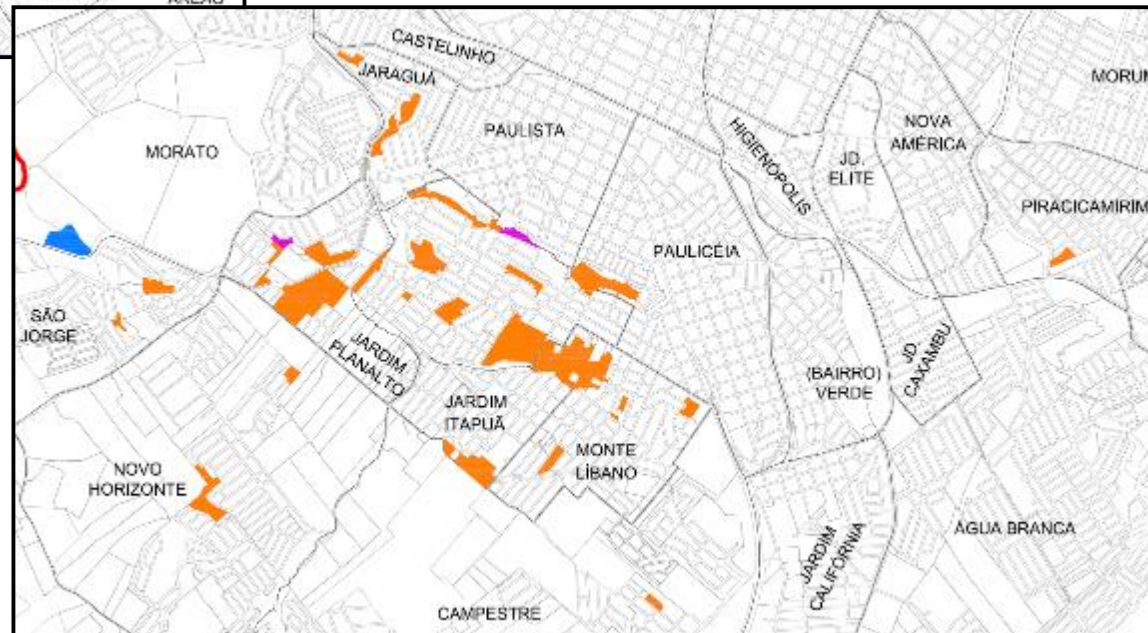 CASTELINHO
JARAGUÁ
PAULISTA
MORATO
HIGIENÓPOLIS
JD.
ELITE
NOVA
AMÉRICA
PIRACICAMIRIM
PAULICÉIA
SÃO
JORGE
JARDIM
PLANALTO
JARDIM
ITAPUÃ
(BAIRRO)
VERDE
JD.
CAXAMBU
MONTE
LÍBANO
NOVO
HORIZONTE
JARDIM
CALIFÓRNIA
ÁGUA BRANCA
CAMPESTRE